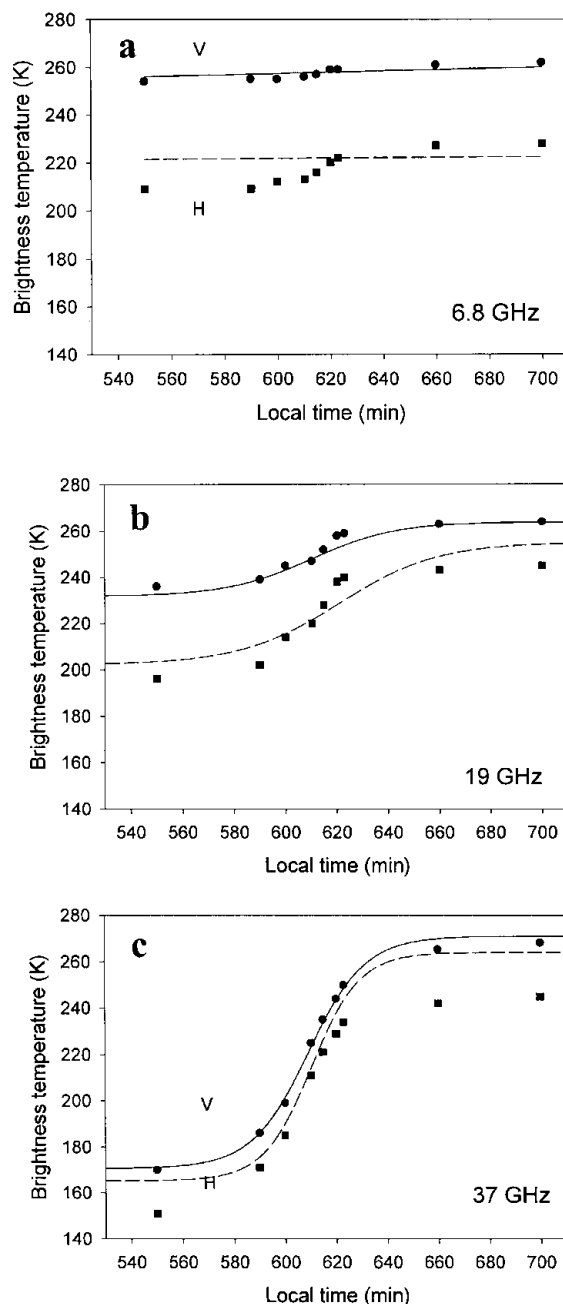 a
V
H
6.8 GHz
Brightness temperature (K)
280
260
240
220
200
180
160
140
540 560 580 600 620 640 660 680 700
Local time (min)
b
19 GHz
Brightness temperature (K)
280
260
240
220
200
180
160
140
540 560 580 600 620 640 660 680 700
Local time (min)
c
V
H
37 GHz
Brightness temperature (K)
280
260
240
220
200
180
160
140
540 560 580 600 620 640 660 680 700
Local time (min)